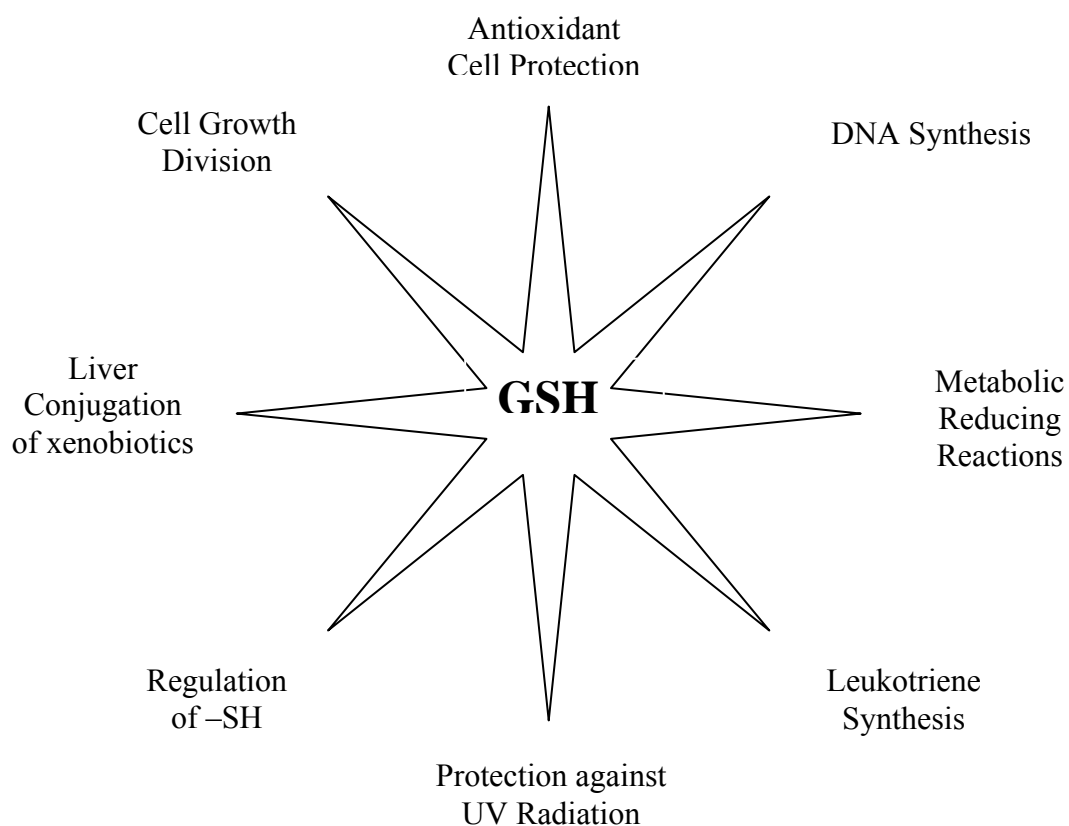 Antioxidant
Cell Protection
Cell Growth
Division
DNA Synthesis
Liver
Conjugation
of xenobiotics
GSH
Metabolic
Reducing
Reactions
Regulation
of –SH
Leukotriene
Synthesis
Protection against
UV Radiation